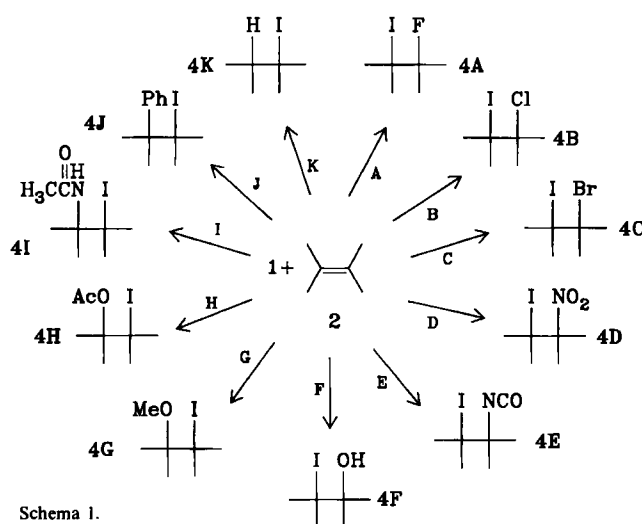 H I
4K
I F
4A
Ph I
4J
I Cl
4B
O
H
H₃CCN I
4I
I Br
4C
K
A
J
B
I
C
1+
2
H
D
G
F
E
AcO I
4H
I NO₂
4D
MeO I
4G
I NCO
4E
I OH
4F
Schema 1.